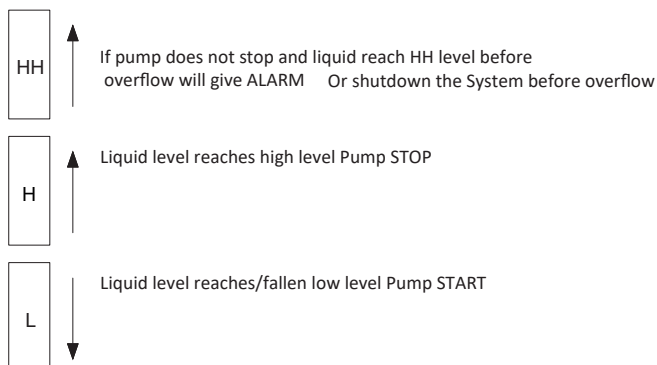 HH
If pump does not stop and liquid reach HH level before
overflow will give ALARM Or shutdown the System before overflow
H
Liquid level reaches high level Pump STOP
L
Liquid level reaches/fallen low level Pump START